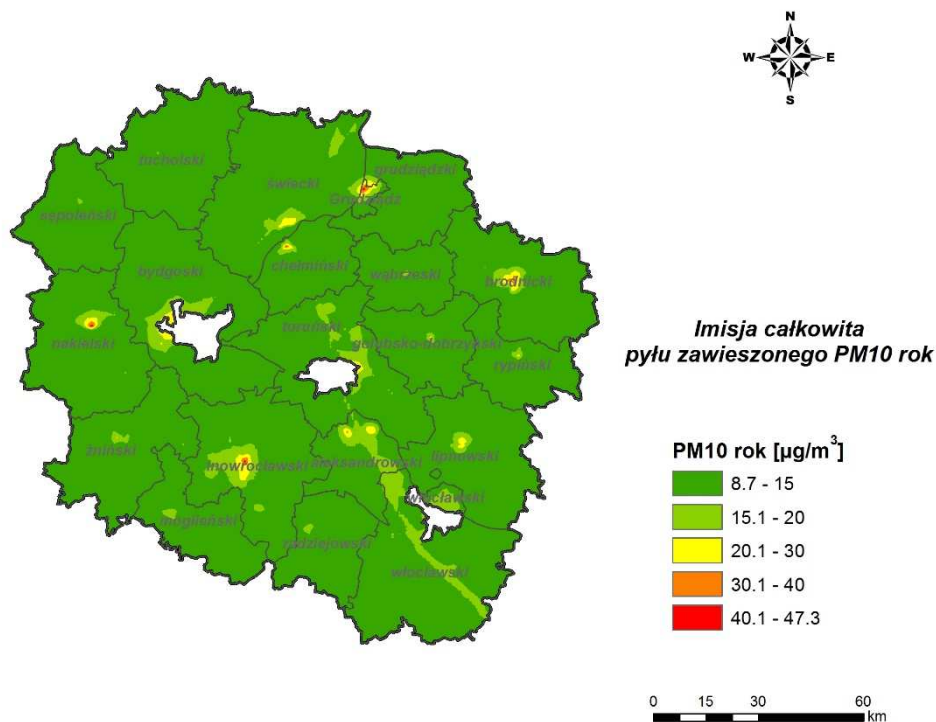 N
W E
S
tucholski
grudziądzki
świecki
Grudziądz
sępoleński
chełmiński
wąbrzeski
bydgoski
brodnicki
toruński
golubsko-dobrzyński
nakielski
rypiński
Imisja całkowita
pyłu zawieszonego PM10 rok
żniński
inowrocławski
aleksandrowski
lipnowski
włocławski
mogileński
radziejowski
włocławski
PM10 rok [µg/m³]
8.7 - 15
15.1 - 20
20.1 - 30
30.1 - 40
40.1 - 47.3
0 15 30 60
km